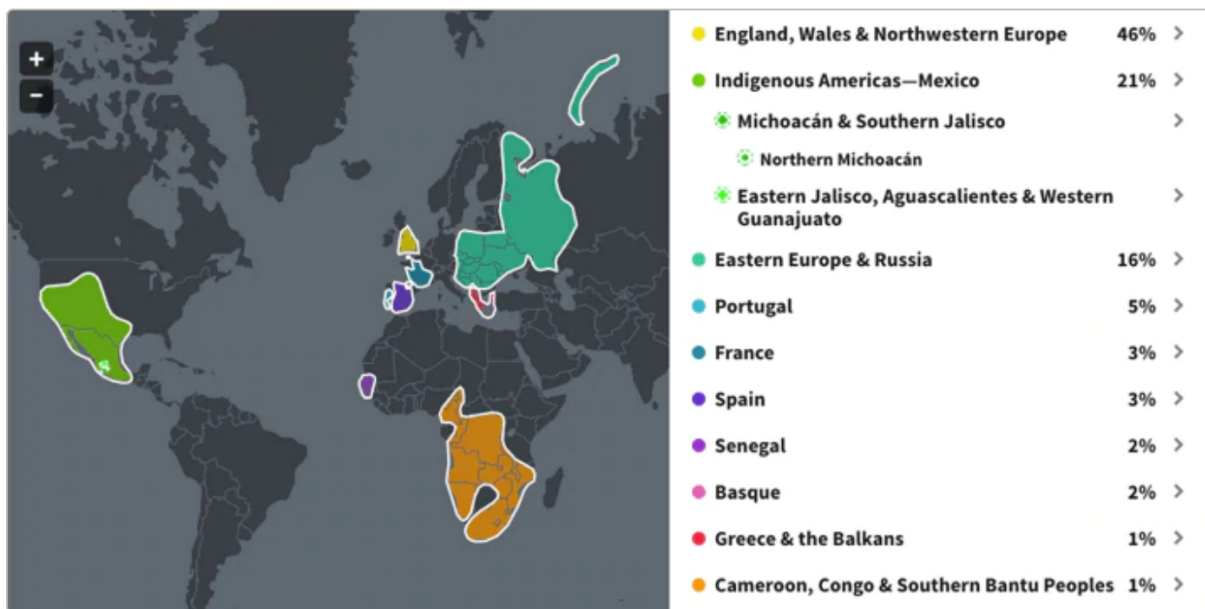 +
−
England, Wales & Northwestern Europe 46% >
Indigenous Americas—Mexico 21% >
Michoacán & Southern Jalisco >
Northern Michoacán
Eastern Jalisco, Aguascalientes & Western >
Guanajuato
Eastern Europe & Russia 16% >
Portugal 5% >
France 3% >
Spain 3% >
Senegal 2% >
Basque 2% >
Greece & the Balkans 1% >
Cameroon, Congo & Southern Bantu Peoples 1% >